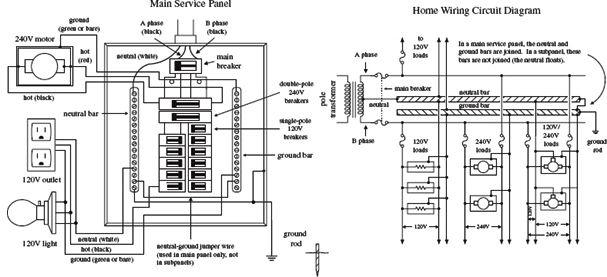 Main Service Panel
ground
(green or bare)
A phase
(black)
B phase
(black)
240V motor
hot
(red)
neutral (white)
main
breaker
hot (black)
double-pole
240V
breakers
neutral bar
single-pole
120V
breakers
120V outlet
ground bar
120V light
neutral (white)
hot (black)
ground (green or bare)
neutral-ground jumper wire
(used in main panel only, not
in subpanels)
ground
rod
Home Wiring Circuit Diagram
to
120V
loads
In a main service panel, the neutral and
ground bars are joined. In a subpanel, these
bars are not joined (the neutral floats).
A phase
main breaker
pole
transformer
neutral
neutral bar
ground bar
B phase
ground
rod
120V
loads
240V
loads
120V/
240V
loads
120V
120V
240V
120V
240V